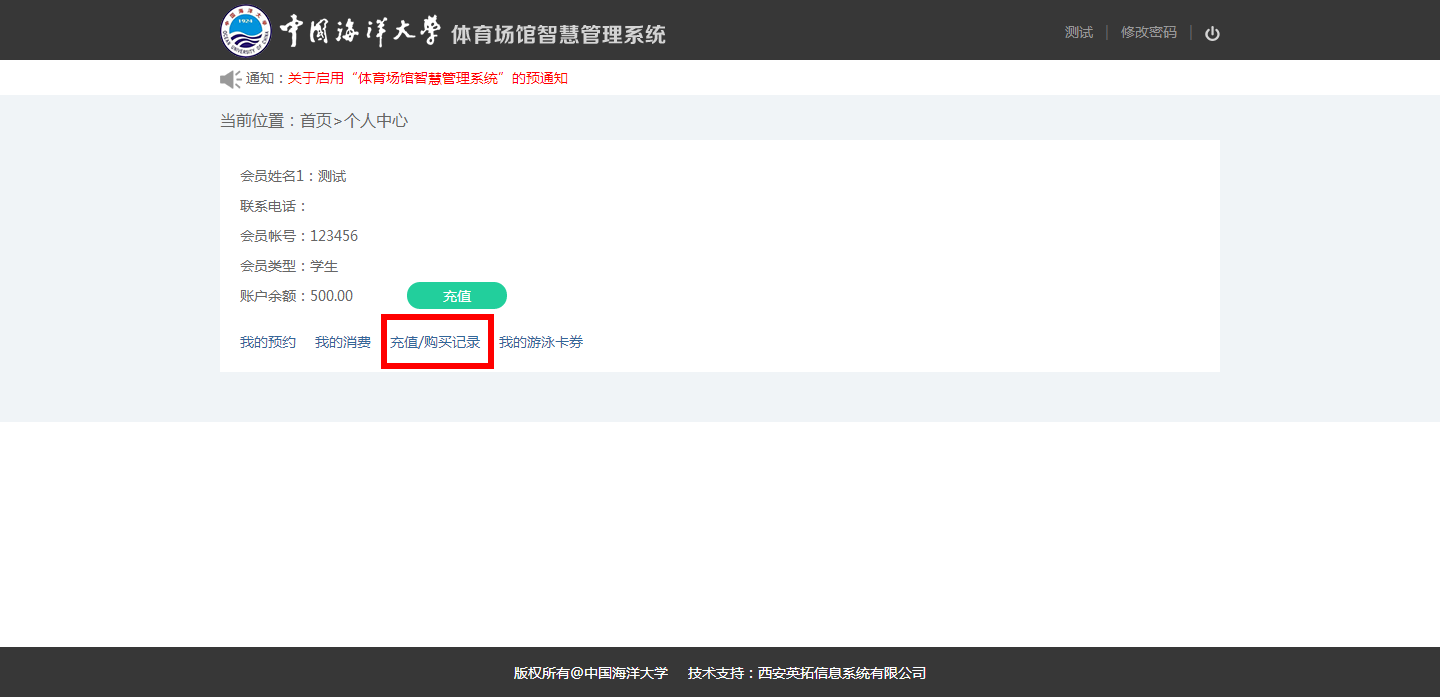 中国海洋大学 体育场馆智慧管理系统
1924
OCEAN UNIVERSITY OF CHINA
测试 | 修改密码 |
通知：关于启用“体育场馆智慧管理系统”的预通知
当前位置：首页>个人中心
会员姓名1：测试
联系电话：
会员帐号：123456
会员类型：学生
账户余额：500.00 充值
我的预约 我的消费 充值/购买记录 我的游泳卡券
版权所有@中国海洋大学 技术支持：西安英拓信息系统有限公司